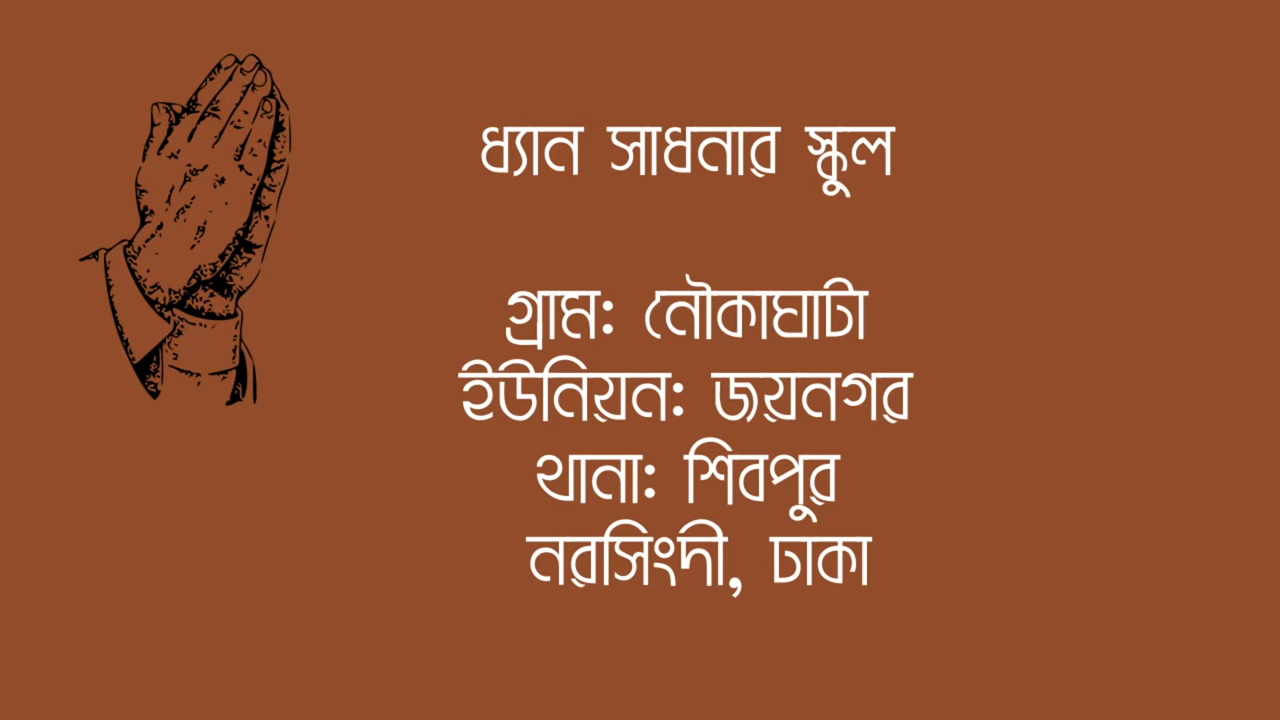 ধ্যান সাধনার স্কুল
গ্রাম: নৌকাঘাটা
ইউনিয়ন: জয়নগর
থানা: শিবপুর
নরসিংদী, ঢাকা